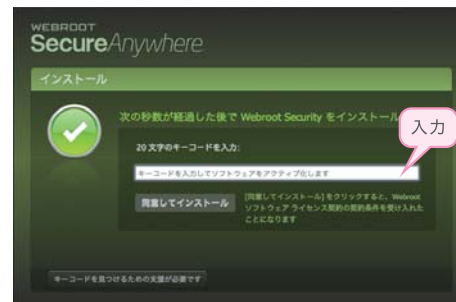 WEBROOT
SecureAnywhere
インストール
次の秒数が経過した後で Webroot Security をインストール
入力
20 文字のキーコードを入力:
キーコードを入力してソフトウェアをアクティブ化します
同意してインストール
[同意してインストール] をクリックすると、Webroot
ソフトウェア ライセンス契約の契約条件を受け入れた
ことになります
キーコードを見つけるための支援が必要です